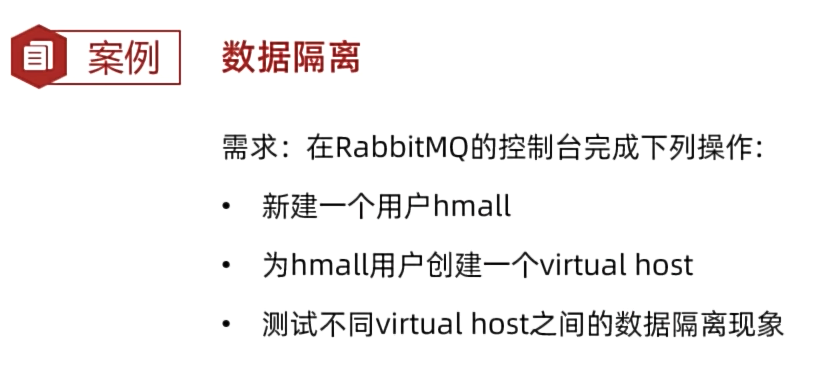 案例 数据隔离
需求：在RabbitMQ的控制台完成下列操作:
• 新建一个用户hmall
• 为hmall用户创建一个virtual host
• 测试不同virtual host之间的数据隔离现象